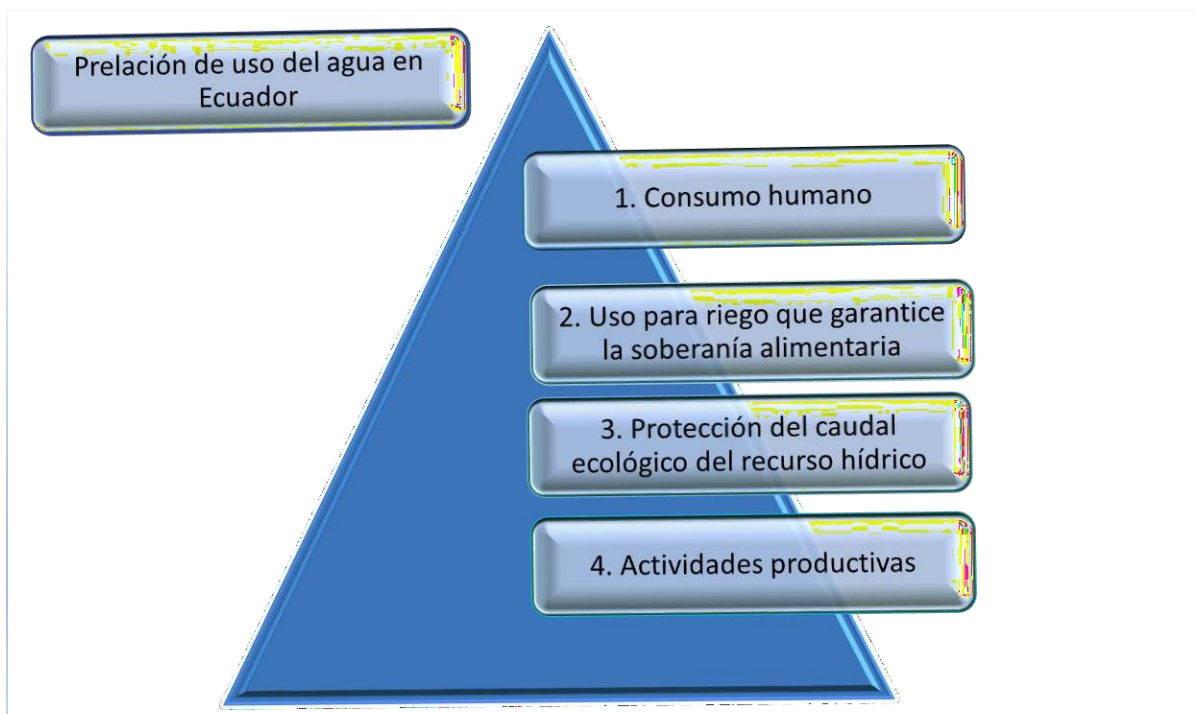 Prelación de uso del agua en
Ecuador
1. Consumo humano
2. Uso para riego que garantice
la soberanía alimentaria
3. Protección del caudal
ecológico del recurso hídrico
4. Actividades productivas